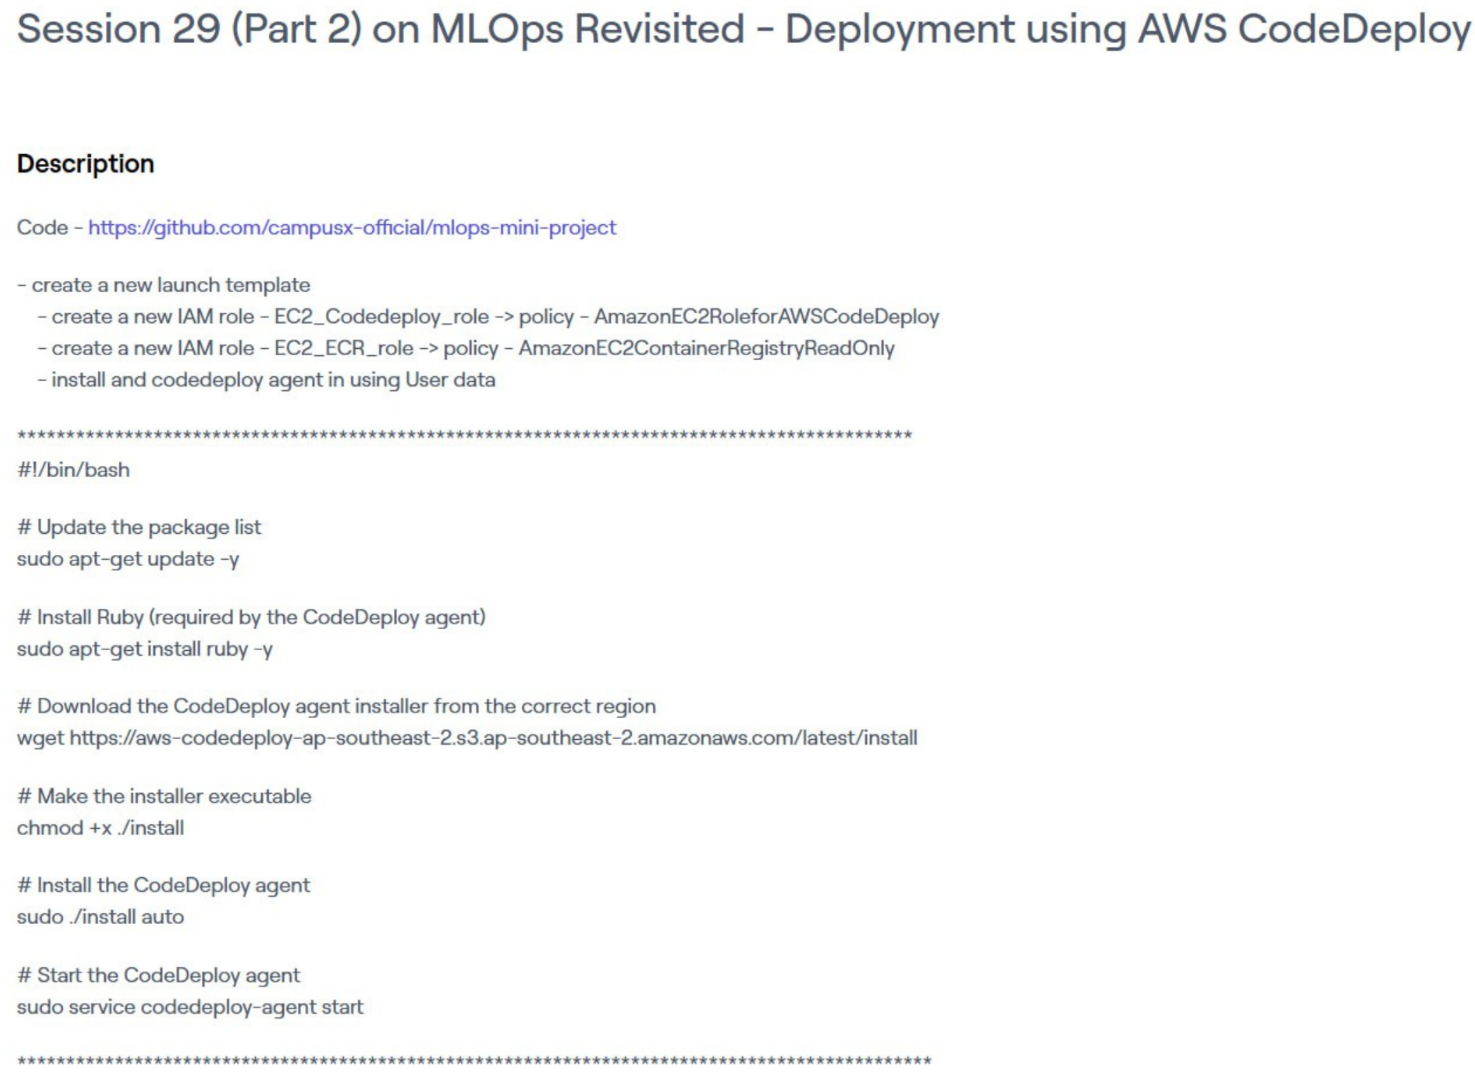 Session 29 (Part 2) on MLOps Revisited - Deployment using AWS CodeDeploy
Description
Code - https://github.com/campusx-official/mlops-mini-project
- create a new launch template
- create a new IAM role - EC2_Codedeploy_role -> policy - AmazonEC2RoleforAWSCodeDeploy
- create a new IAM role - EC2_ECR_role -> policy - AmazonEC2ContainerRegistryReadOnly
- install and codedeploy agent in using User data
********************************************************************************************
#!/bin/bash
# Update the package list
sudo apt-get update -y
# Install Ruby (required by the CodeDeploy agent)
sudo apt-get install ruby -y
# Download the CodeDeploy agent installer from the correct region
wget https://aws-codedeploy-ap-southeast-2.s3.ap-southeast-2.amazonaws.com/latest/install
# Make the installer executable
chmod +x ./install
# Install the CodeDeploy agent
sudo ./install auto
# Start the CodeDeploy agent
sudo service codedeploy-agent start
**********************************************************************************************